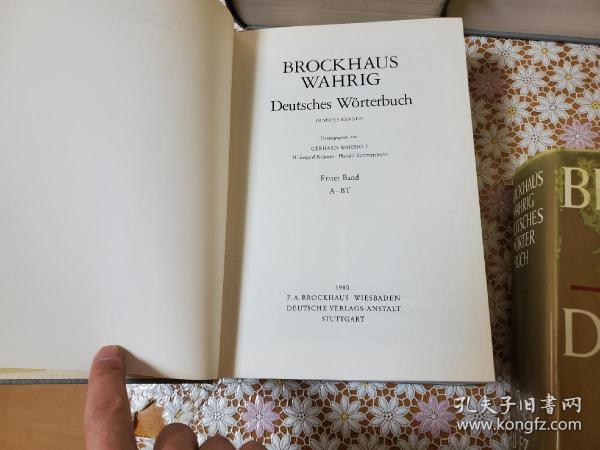 BROCKHAUS
WAHRIG
Deutsches Wörterbuch
IN SECHS BÄNDEN
Herausgegeben von
GERHARD WAHRIG †
Hildegard Krämer · Harald Zimmermann
Erster Band
A–BT
1980
F. A. BROCKHAUS WIESBADEN
DEUTSCHE VERLAGS-ANSTALT
STUTTGART
BROCKHAUS
WAHRIG
DEUTSCHES
WÖRTER
BUCH
孔夫子旧书网
www.kongfz.com